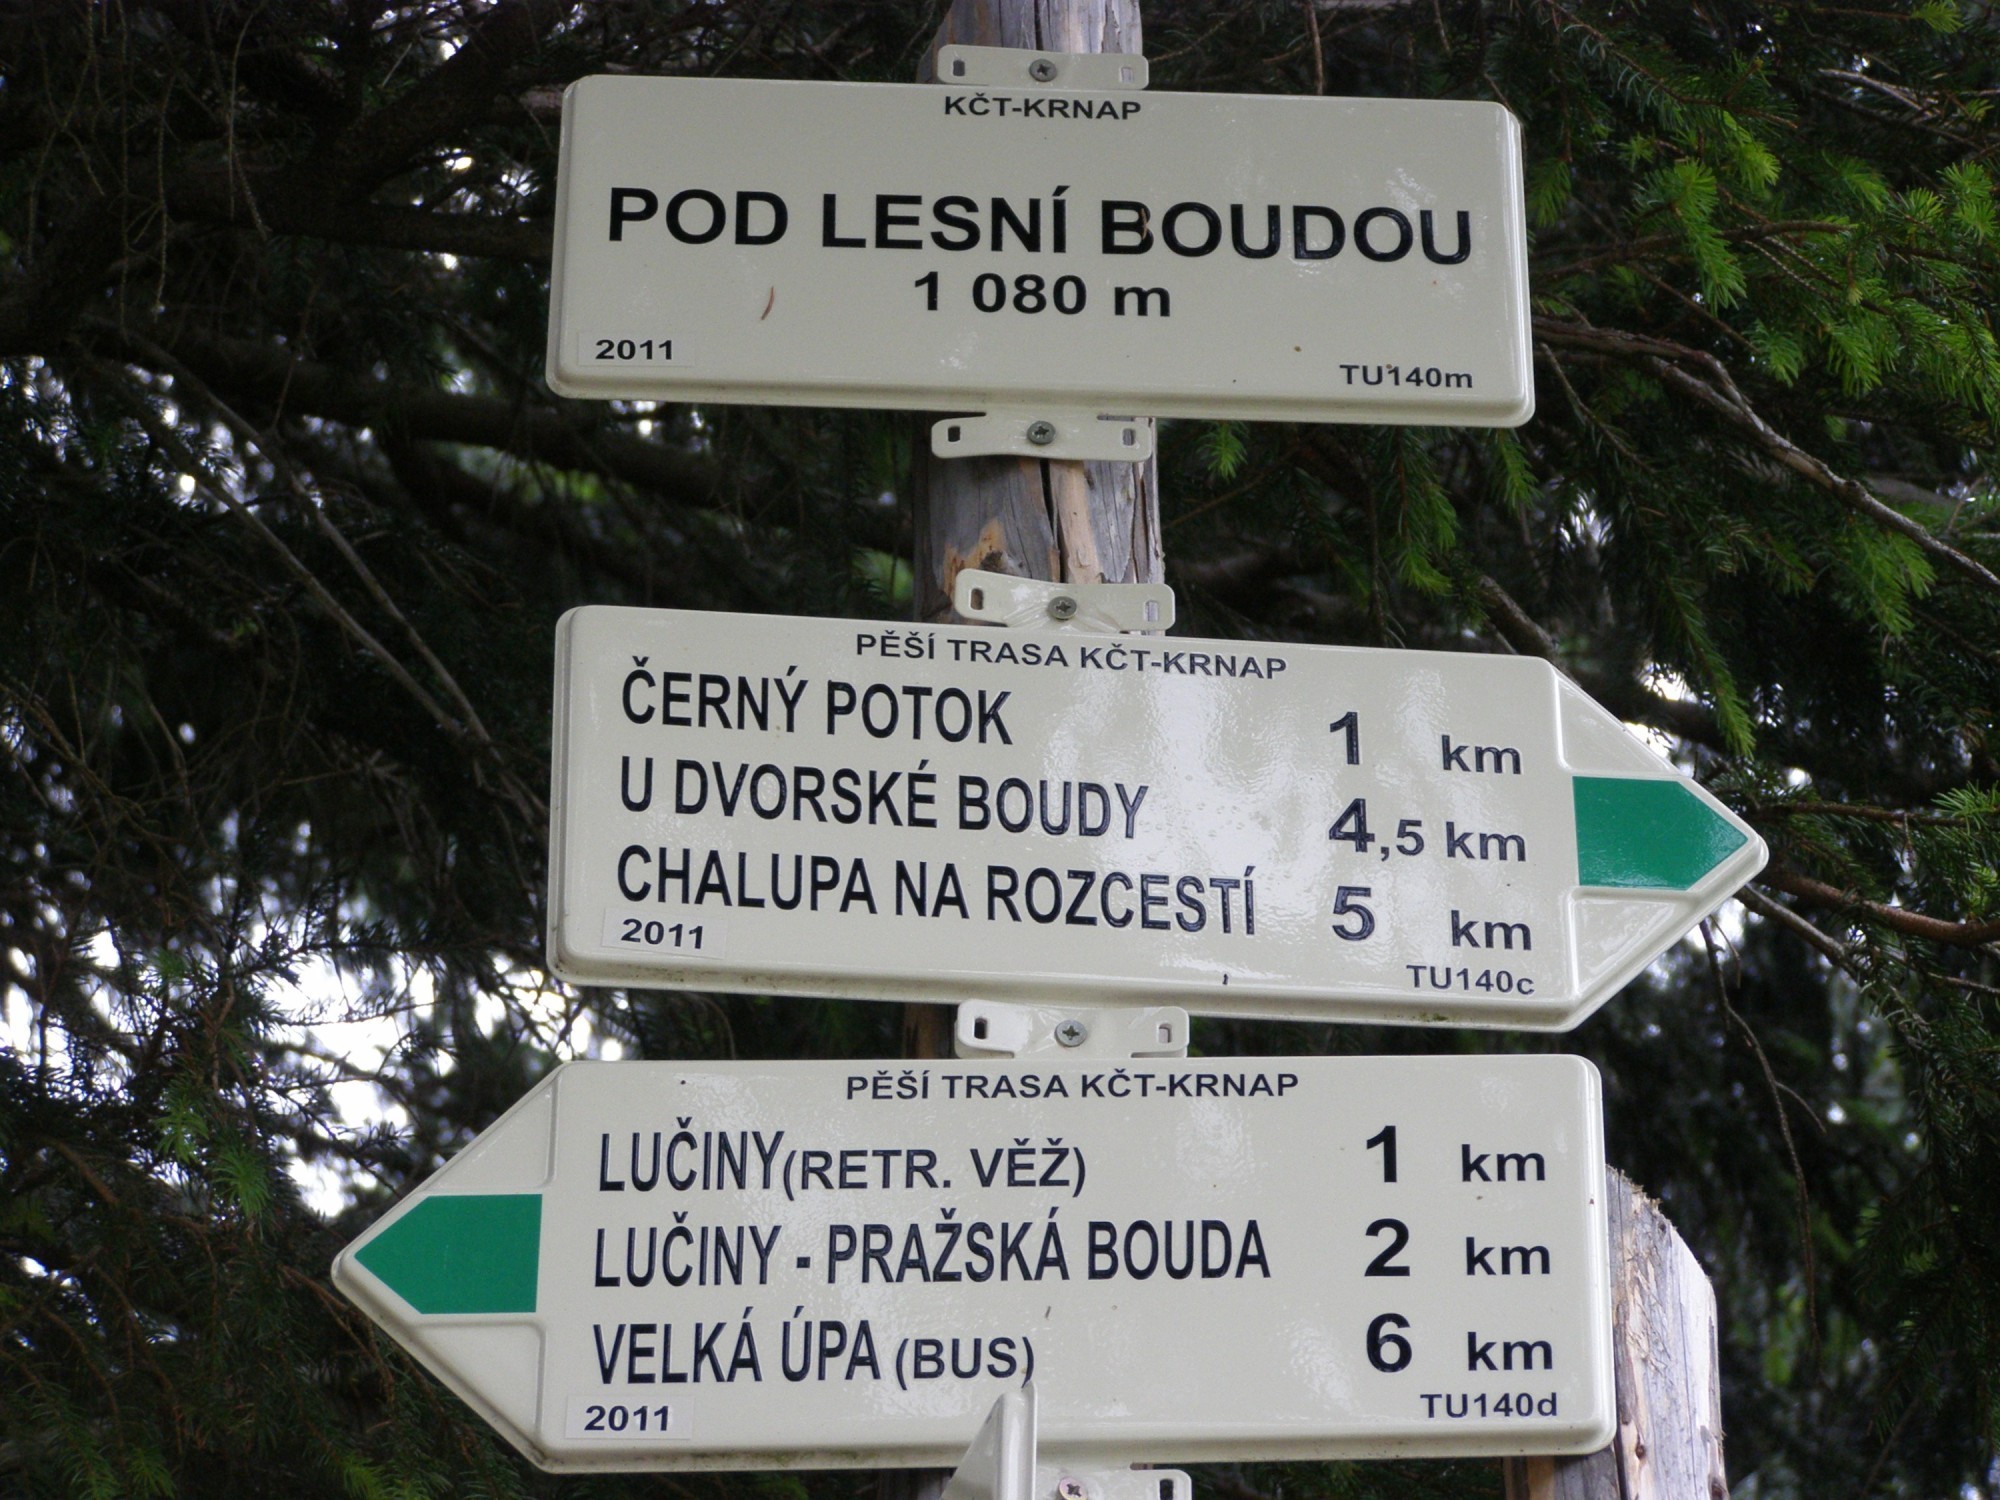 KČT-KRNAP
POD LESNÍ BOUDOU
1 080 m
2011 TU140m
PĚŠÍ TRASA KČT-KRNAP
ČERNÝ POTOK 1 km
U DVORSKÉ BOUDY 4,5 km
CHALUPA NA ROZCESTÍ 5 km
2011 TU140c
PĚŠÍ TRASA KČT-KRNAP
LUČINY(RETR. VĚŽ) 1 km
LUČINY - PRAŽSKÁ BOUDA 2 km
VELKÁ ÚPA (BUS) 6 km
2011 TU140d